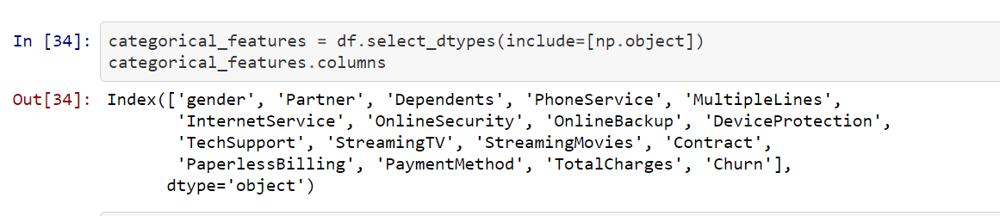 In [34]: categorical_features = df.select_dtypes(include=[np.object])
categorical_features.columns
Out[34]: Index(['gender', 'Partner', 'Dependents', 'PhoneService', 'MultipleLines',
'InternetService', 'OnlineSecurity', 'OnlineBackup', 'DeviceProtection',
'TechSupport', 'StreamingTV', 'StreamingMovies', 'Contract',
'PaperlessBilling', 'PaymentMethod', 'TotalCharges', 'Churn'],
dtype='object')